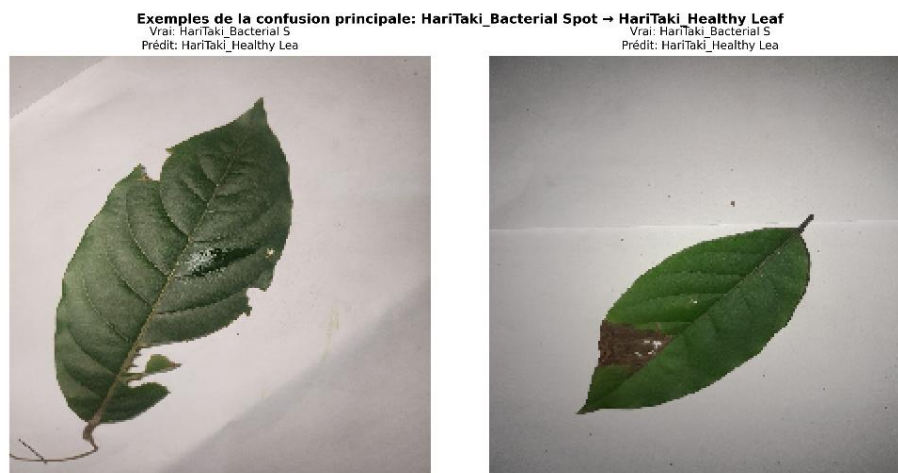 Exemples de la confusion principale: HariTaki_Bacterial Spot → HariTaki_Healthy Leaf
Vrai: HariTaki_Bacterial S
Prédit: HariTaki_Healthy Lea
Vrai: HariTaki_Bacterial S
Prédit: HariTaki_Healthy Lea